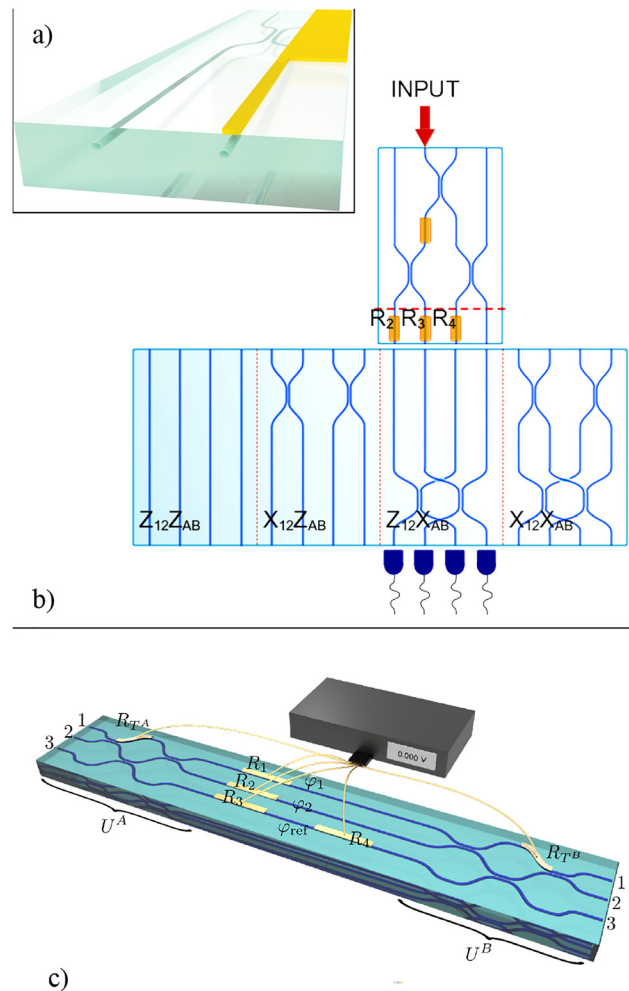 a)
INPUT
R2 R3 R4
Z12ZAB X12ZAB Z12XAB X12XAB
b)
0.000 V
1 RTA
2
3
R1
R2 φ1
R3 φ2
φref R4 RTB
UA
1
2
3
UB
c)